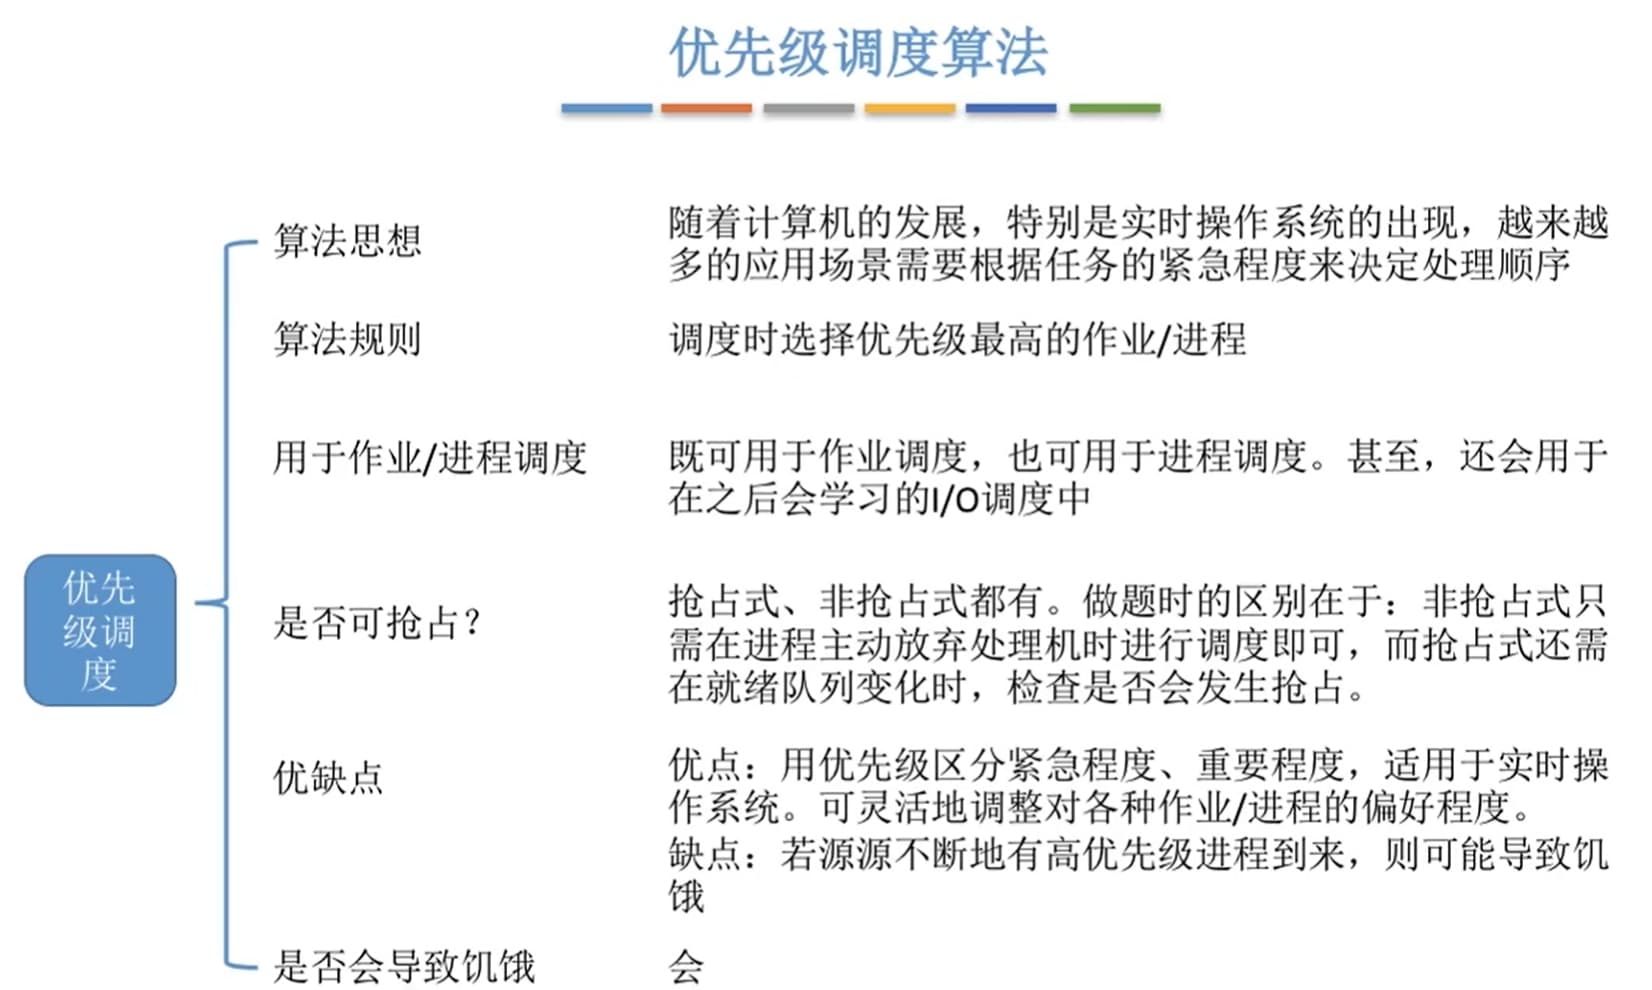 优先级调度算法
算法思想
随着计算机的发展，特别是实时操作系统的出现，越来越
多的应用场景需要根据任务的紧急程度来决定处理顺序
算法规则
调度时选择优先级最高的作业/进程
用于作业/进程调度
既可用于作业调度，也可用于进程调度。甚至，还会用于
在之后会学习的I/O调度中
优先
级调
度
是否可抢占？
抢占式、非抢占式都有。做题时的区别在于：非抢占式只
需在进程主动放弃处理机时进行调度即可，而抢占式还需
在就绪队列变化时，检查是否会发生抢占。
优缺点
优点：用优先级区分紧急程度、重要程度，适用于实时操
作系统。可灵活地调整对各种作业/进程的偏好程度。
缺点：若源源不断地有高优先级进程到来，则可能导致饥
饿
是否会导致饥饿
会